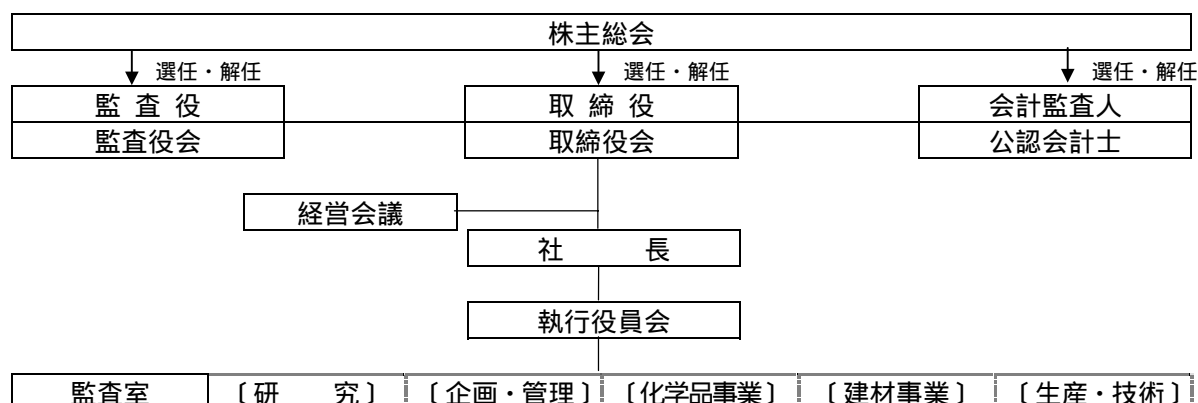 株主総会
選任・解任 選任・解任 選任・解任
監査役 取締役 会計監査人
監査役会 取締役会 公認会計士
経営会議
社 長
執行役員会
監査室 〔研 究〕 〔企画・管理〕 〔化学品事業〕 〔建材事業〕 〔生産・技術〕